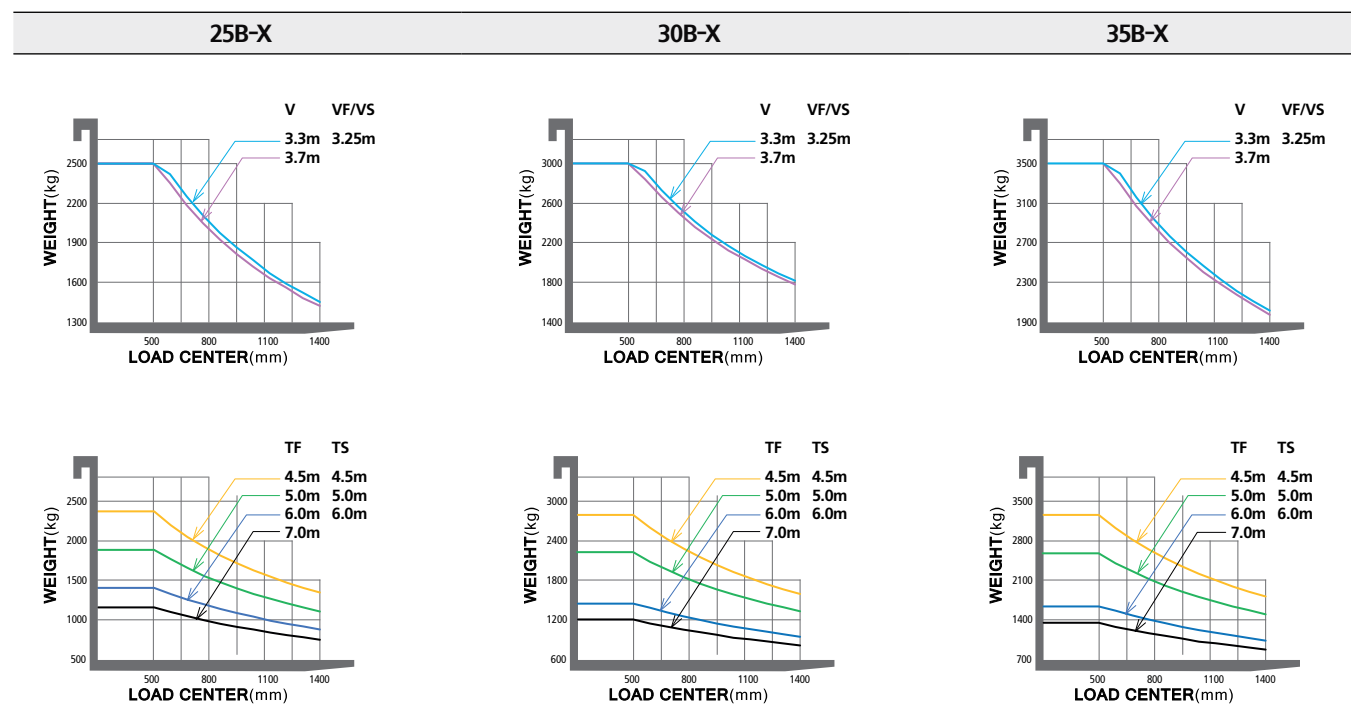 25B-X 30B-X 35B-X
V VF/VS
3.3m 3.25m
3.7m
WEIGHT(kg)
2500
2200
1900
1600
1300
500 800 1100 1400
LOAD CENTER(mm)
V VF/VS
3.3m 3.25m
3.7m
WEIGHT(kg)
3000
2600
2200
1800
1400
500 800 1100 1400
LOAD CENTER(mm)
V VF/VS
3.3m 3.25m
3.7m
WEIGHT(kg)
3500
3100
2700
2300
1900
500 800 1100 1400
LOAD CENTER(mm)
TF TS
4.5m 4.5m
5.0m 5.0m
6.0m 6.0m
7.0m
WEIGHT(kg)
2500
2000
1500
1000
500
500 800 1100 1400
LOAD CENTER(mm)
TF TS
4.5m 4.5m
5.0m 5.0m
6.0m 6.0m
7.0m
WEIGHT(kg)
3000
2400
1800
1200
600
500 800 1100 1400
LOAD CENTER(mm)
TF TS
4.5m 4.5m
5.0m 5.0m
6.0m 6.0m
7.0m
WEIGHT(kg)
3500
2800
2100
1400
700
500 800 1100 1400
LOAD CENTER(mm)